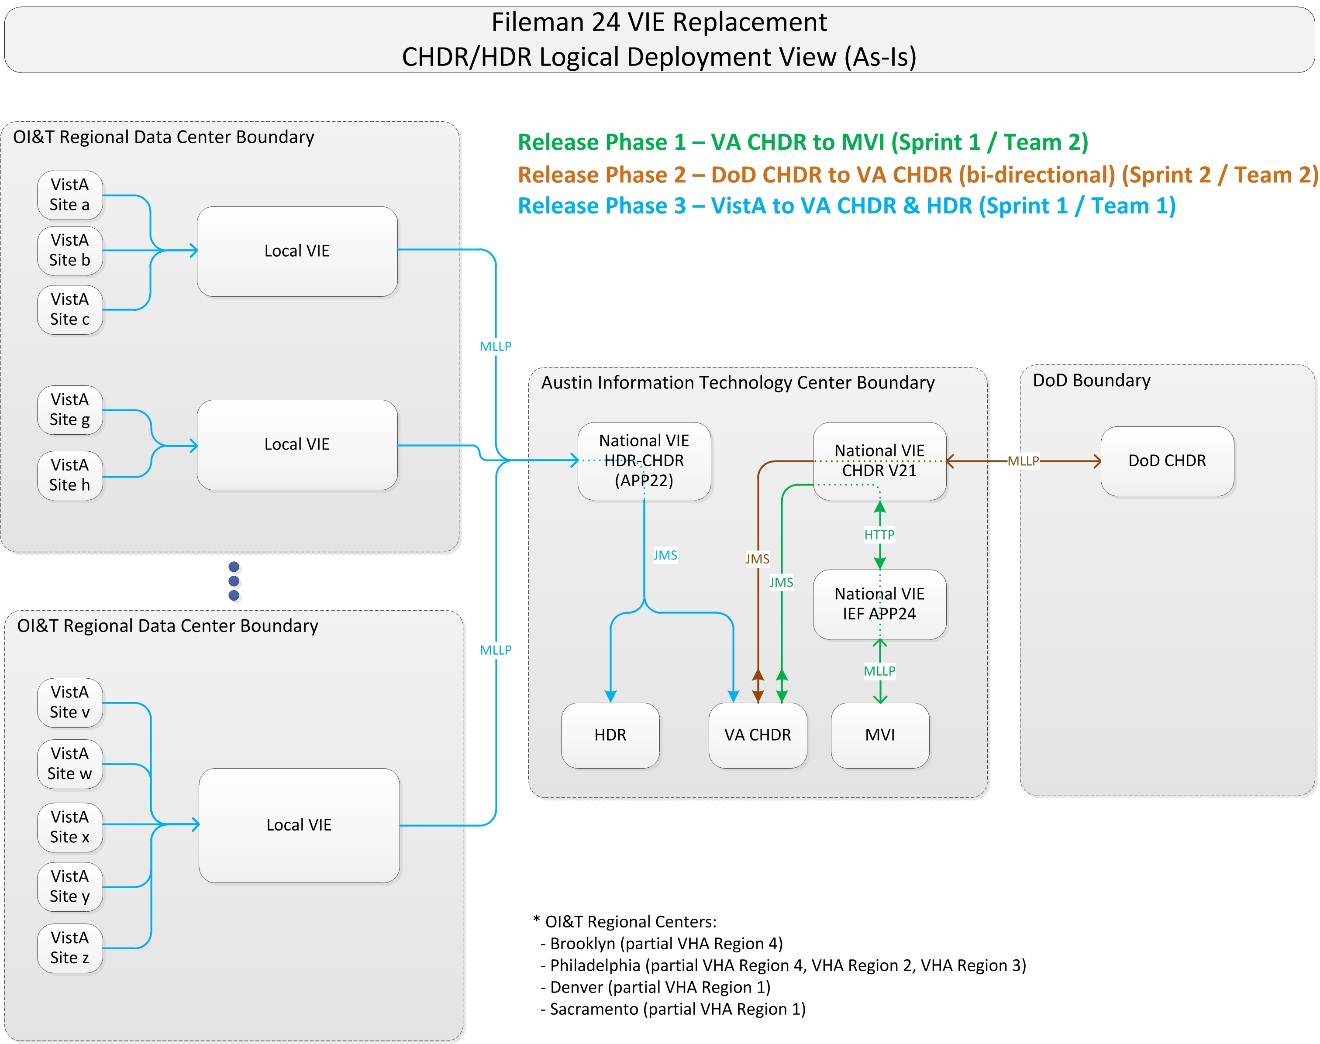 Fileman 24 VIE Replacement
CHDR/HDR Logical Deployment View (As-Is)
OI&T Regional Data Center Boundary
VistA
Site a
VistA
Site b
VistA
Site c
Local VIE
VistA
Site g
VistA
Site h
Local VIE
MLLP
Release Phase 1 – VA CHDR to MVI (Sprint 1 / Team 2)
Release Phase 2 – DoD CHDR to VA CHDR (bi-directional) (Sprint 2 / Team 2)
Release Phase 3 – VistA to VA CHDR & HDR (Sprint 1 / Team 1)
Austin Information Technology Center Boundary
National VIE
HDR-CHDR
(APP22)
National VIE
CHDR V21
MLLP
JMS
JMS
JMS
HTTP
National VIE
IEF APP24
MLLP
HDR
VA CHDR
MVI
DoD Boundary
DoD CHDR
OI&T Regional Data Center Boundary
VistA
Site v
VistA
Site w
VistA
Site x
VistA
Site y
VistA
Site z
Local VIE
MLLP
* OI&T Regional Centers:
- Brooklyn (partial VHA Region 4)
- Philadelphia (partial VHA Region 4, VHA Region 2, VHA Region 3)
- Denver (partial VHA Region 1)
- Sacramento (partial VHA Region 1)